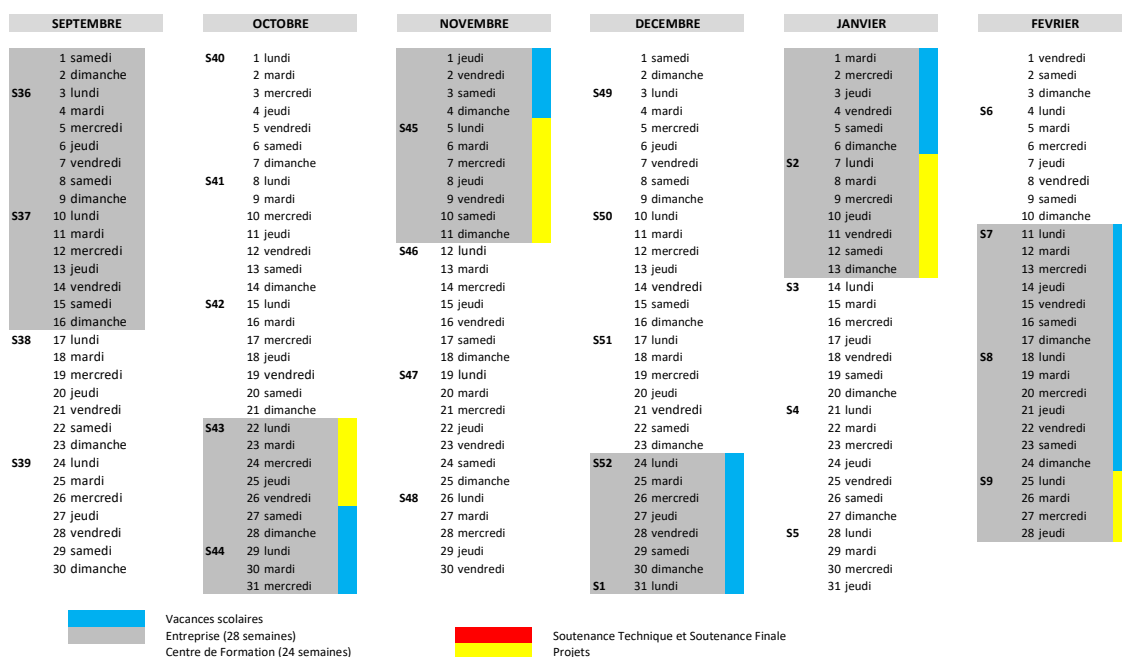 SEPTEMBRE OCTOBRE NOVEMBRE DECEMBRE JANVIER FEVRIER
1 samedi S40 1 lundi 1 jeudi 1 samedi 1 mardi 1 vendredi
2 dimanche 2 mardi 2 vendredi 2 dimanche 2 mercredi 2 samedi
S36 3 lundi 3 mercredi 3 samedi S49 3 lundi 3 jeudi 3 dimanche
4 mardi 4 jeudi 4 dimanche 4 mardi 4 vendredi S6 4 lundi
5 mercredi 5 vendredi S45 5 lundi 5 mercredi 5 samedi 5 mardi
6 jeudi 6 samedi 6 mardi 6 jeudi 6 dimanche 6 mercredi
7 vendredi 7 dimanche 7 mercredi 7 vendredi S2 7 lundi 7 jeudi
8 samedi S41 8 lundi 8 jeudi 8 samedi 8 mardi 8 vendredi
9 dimanche 9 mardi 9 vendredi 9 dimanche 9 mercredi 9 samedi
S37 10 lundi 10 mercredi 10 samedi S50 10 lundi 10 jeudi 10 dimanche
11 mardi 11 jeudi 11 dimanche 11 mardi 11 vendredi S7 11 lundi
12 mercredi 12 vendredi S46 12 lundi 12 mercredi 12 samedi 12 mardi
13 jeudi 13 samedi 13 mardi 13 jeudi 13 dimanche 13 mercredi
14 vendredi 14 dimanche 14 mercredi 14 vendredi S3 14 lundi 14 jeudi
15 samedi S42 15 lundi 15 jeudi 15 samedi 15 mardi 15 vendredi
16 dimanche 16 mardi 16 vendredi 16 dimanche 16 mercredi 16 samedi
S38 17 lundi 17 mercredi 17 samedi S51 17 lundi 17 jeudi 17 dimanche
18 mardi 18 jeudi 18 dimanche 18 mardi 18 vendredi S8 18 lundi
19 mercredi 19 vendredi S47 19 lundi 19 mercredi 19 samedi 19 mardi
20 jeudi 20 samedi 20 mardi 20 jeudi 20 dimanche 20 mercredi
21 vendredi 21 dimanche 21 mercredi 21 vendredi S4 21 lundi 21 jeudi
22 samedi S43 22 lundi 22 jeudi 22 samedi 22 mardi 22 vendredi
23 dimanche 23 mardi 23 vendredi 23 dimanche 23 mercredi 23 samedi
S39 24 lundi 24 mercredi 24 samedi S52 24 lundi 24 jeudi 24 dimanche
25 mardi 25 jeudi 25 dimanche 25 mardi 25 vendredi S9 25 lundi
26 mercredi 26 vendredi S48 26 lundi 26 mercredi 26 samedi 26 mardi
27 jeudi 27 samedi 27 mardi 27 jeudi 27 dimanche 27 mercredi
28 vendredi 28 dimanche 28 mercredi 28 vendredi S5 28 lundi 28 jeudi
29 samedi S44 29 lundi 29 jeudi 29 samedi 29 mardi
30 dimanche 30 mardi 30 vendredi 30 dimanche 30 mercredi
31 mercredi S1 31 lundi 31 jeudi
Vacances scolaires
Entreprise (28 semaines) Soutenance Technique et Soutenance Finale
Centre de Formation (24 semaines) Projets